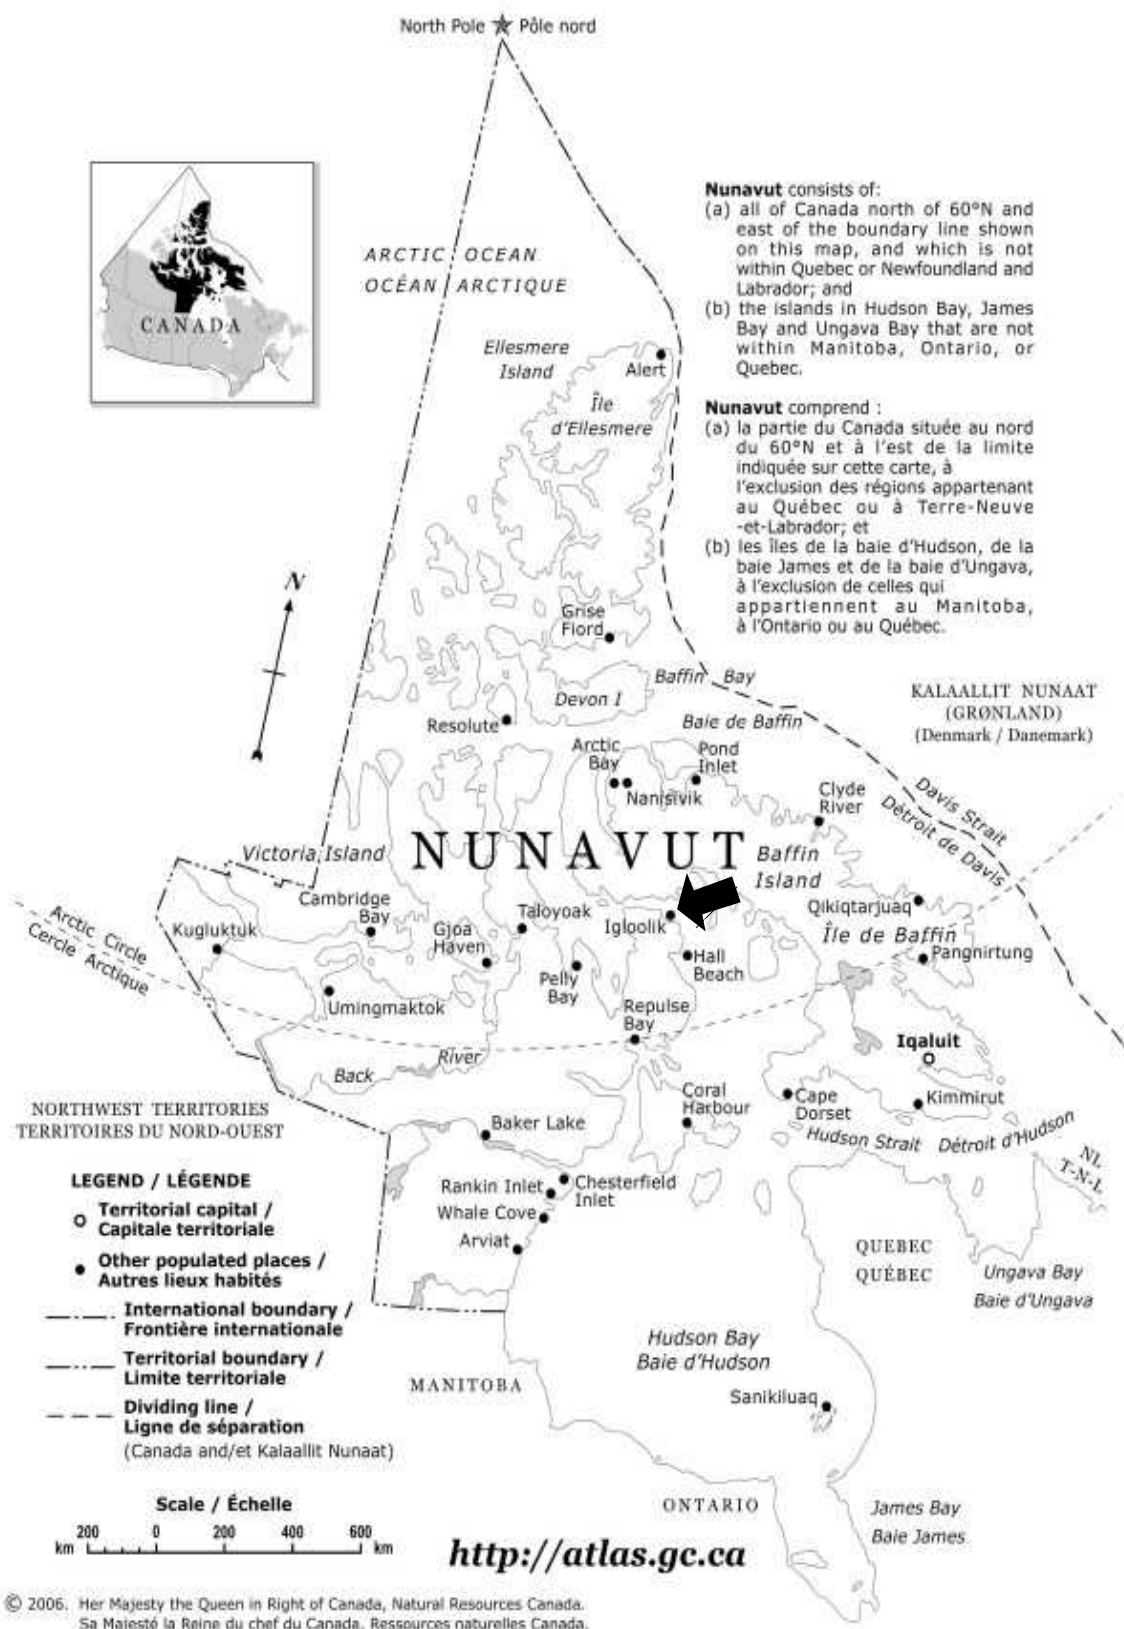 North Pole Pôle nord
CANADA
ARCTIC OCEAN
OCÉAN ARCTIQUE
Nunavut consists of:
(a) all of Canada north of 60°N and
east of the boundary line shown
on this map, and which is not
within Quebec or Newfoundland and
Labrador; and
(b) the islands in Hudson Bay, James
Bay and Ungava Bay that are not
within Manitoba, Ontario, or
Quebec.
Nunavut comprend :
(a) la partie du Canada située au nord
du 60°N et à l'est de la limite
indiquée sur cette carte, à
l'exclusion des régions appartenant
au Québec ou à Terre-Neuve
-et-Labrador; et
(b) les îles de la baie d'Hudson, de la
baie James et de la baie d'Ungava,
à l'exclusion de celles qui
appartiennent au Manitoba,
à l'Ontario ou au Québec.
Ellesmere
Island
Alert
Île
d'Ellesmere
N
Grise
Fiord
Baffin Bay
Devon I
Baie de Baffin
KALAALLIT NUNAAT
(GRØNLAND)
(Denmark / Danemark)
Resolute
Arctic
Bay
Pond
Inlet
Nanisivik
Clyde
River
Davis Strait
Détroit de Davis
NUNAVUT
Victoria Island
Baffin
Island
Cambridge
Bay
Arctic Circle
Cercle Arctique
Kugluktuk
Gjoa
Haven
Taloyoak
Igloolik
Qikiqtarjuaq
Île de Baffin
Pangnirtung
Hall
Beach
Pelly
Bay
Umingmaktok
Repulse
Bay
Iqaluit
Back River
Coral
Harbour
Cape
Dorset
Kimmirut
NORTHWEST TERRITORIES
TERRITOIRES DU NORD-OUEST
Baker Lake
Hudson Strait Détroit d'Hudson
NL
T-N-L
Rankin Inlet
Chesterfield
Inlet
Whale Cove
Arviat
LEGEND / LÉGENDE
Territorial capital /
Capitale territoriale
Other populated places /
Autres lieux habités
International boundary /
Frontière internationale
Territorial boundary /
Limite territoriale
Dividing line /
Ligne de séparation
(Canada and/et Kalaallit Nunaat)
QUEBEC
QUÉBEC
Ungava Bay
Baie d'Ungava
Hudson Bay
Baie d'Hudson
MANITOBA
Sanikiluaq
ONTARIO
James Bay
Baie James
Scale / Échelle
200 0 200 400 600
km km
http://atlas.gc.ca
© 2006. Her Majesty the Queen in Right of Canada, Natural Resources Canada.
Sa Majesté la Reine du chef du Canada, Ressources naturelles Canada.